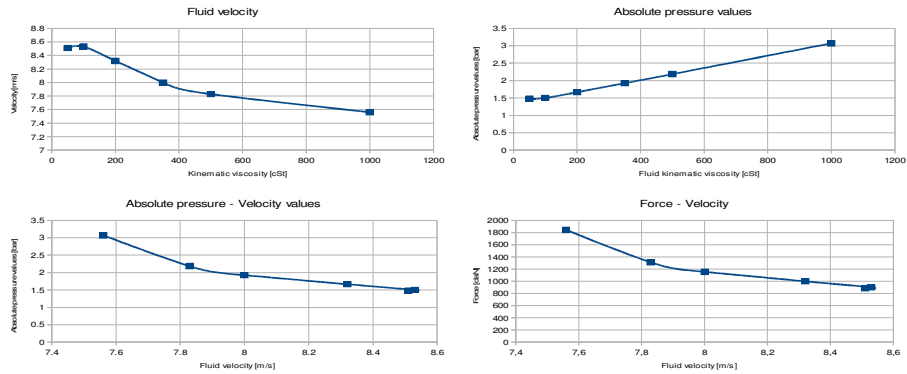 Fluid velocity
8.8
8.6
8.4
8.2
8
7.8
7.6
7.4
7.2
7
Velocity[m/s]
0 200 400 600 800 1000 1200
Kinematic viscosity [cSt]
Absolute pressure values
3.5
3
2.5
2
1.5
1
0.5
0
Absolute pressure values [bar]
0 200 400 600 800 1000 1200
Fluid kinematic viscosity [cSt]
Absolute pressure - Velocity values
3.5
3
2.5
2
1.5
1
0.5
0
Absolute pressure values [bar]
7.4 7.6 7.8 8 8.2 8.4 8.6
Fluid velocity [m/s]
Force - Velocity
2000
1800
1600
1400
1200
1000
800
600
400
200
0
Force [daN]
7,4 7,6 7,8 8 8,2 8,4 8,6
Fluid velocity [m/s]